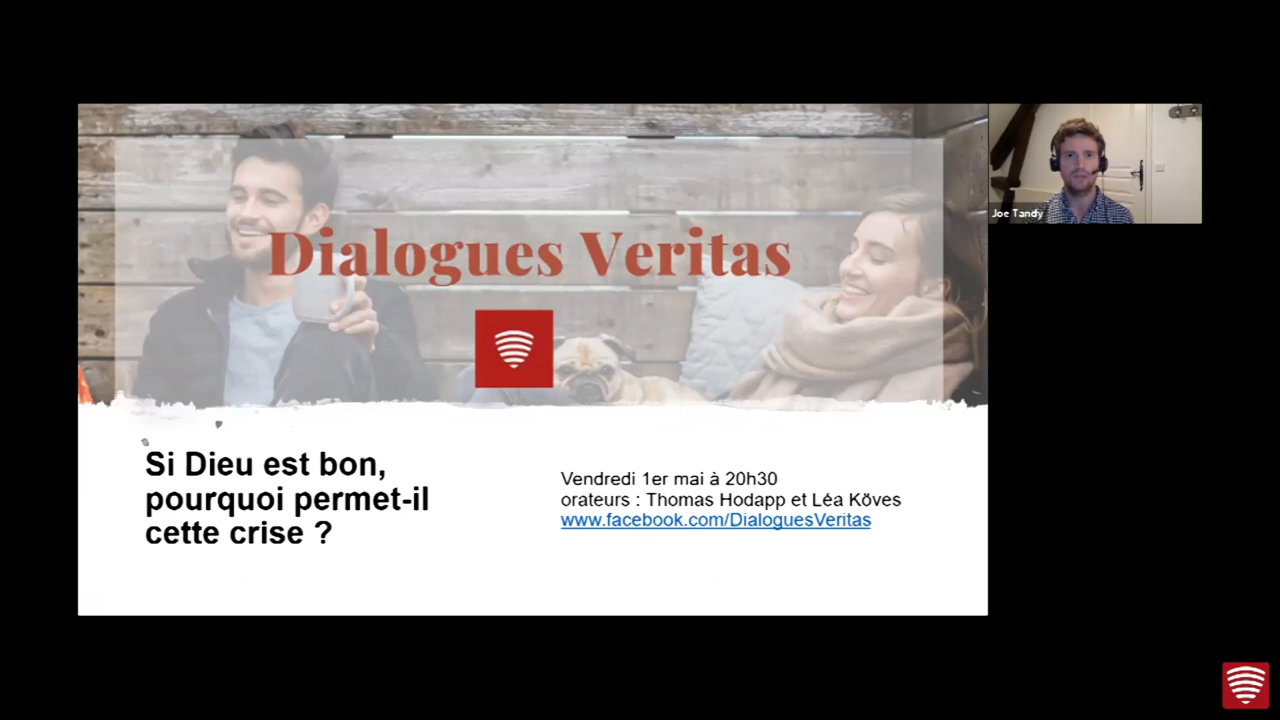 Dialogues Veritas
Joe Tandy
Si Dieu est bon,
pourquoi permet-il
cette crise ?
Vendredi 1er mai à 20h30
orateurs : Thomas Hodapp et Léa Köves
www.facebook.com/DialoguesVeritas